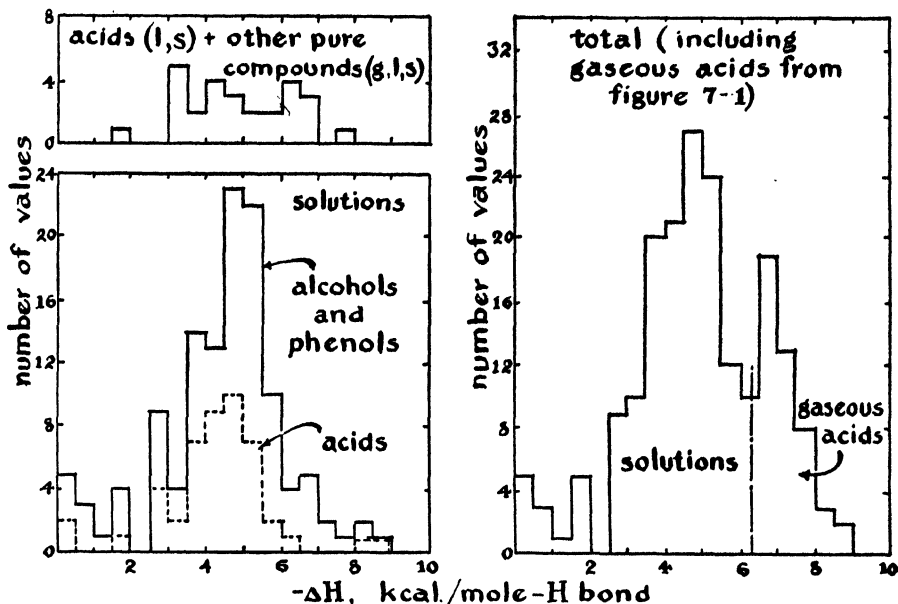 8
4
0
number of values
acids (l,s) + other pure
compounds (g,l,s)
24
20
16
12
8
4
0
solutions
alcohols
and
phenols
acids
2
4
6
8
10
32
28
24
20
16
12
8
4
0
number of values
total (including
gaseous acids from
figure 7-1)
solutions
gaseous
acids
2
4
6
8
10
-ΔH, kcal./mole-H bond